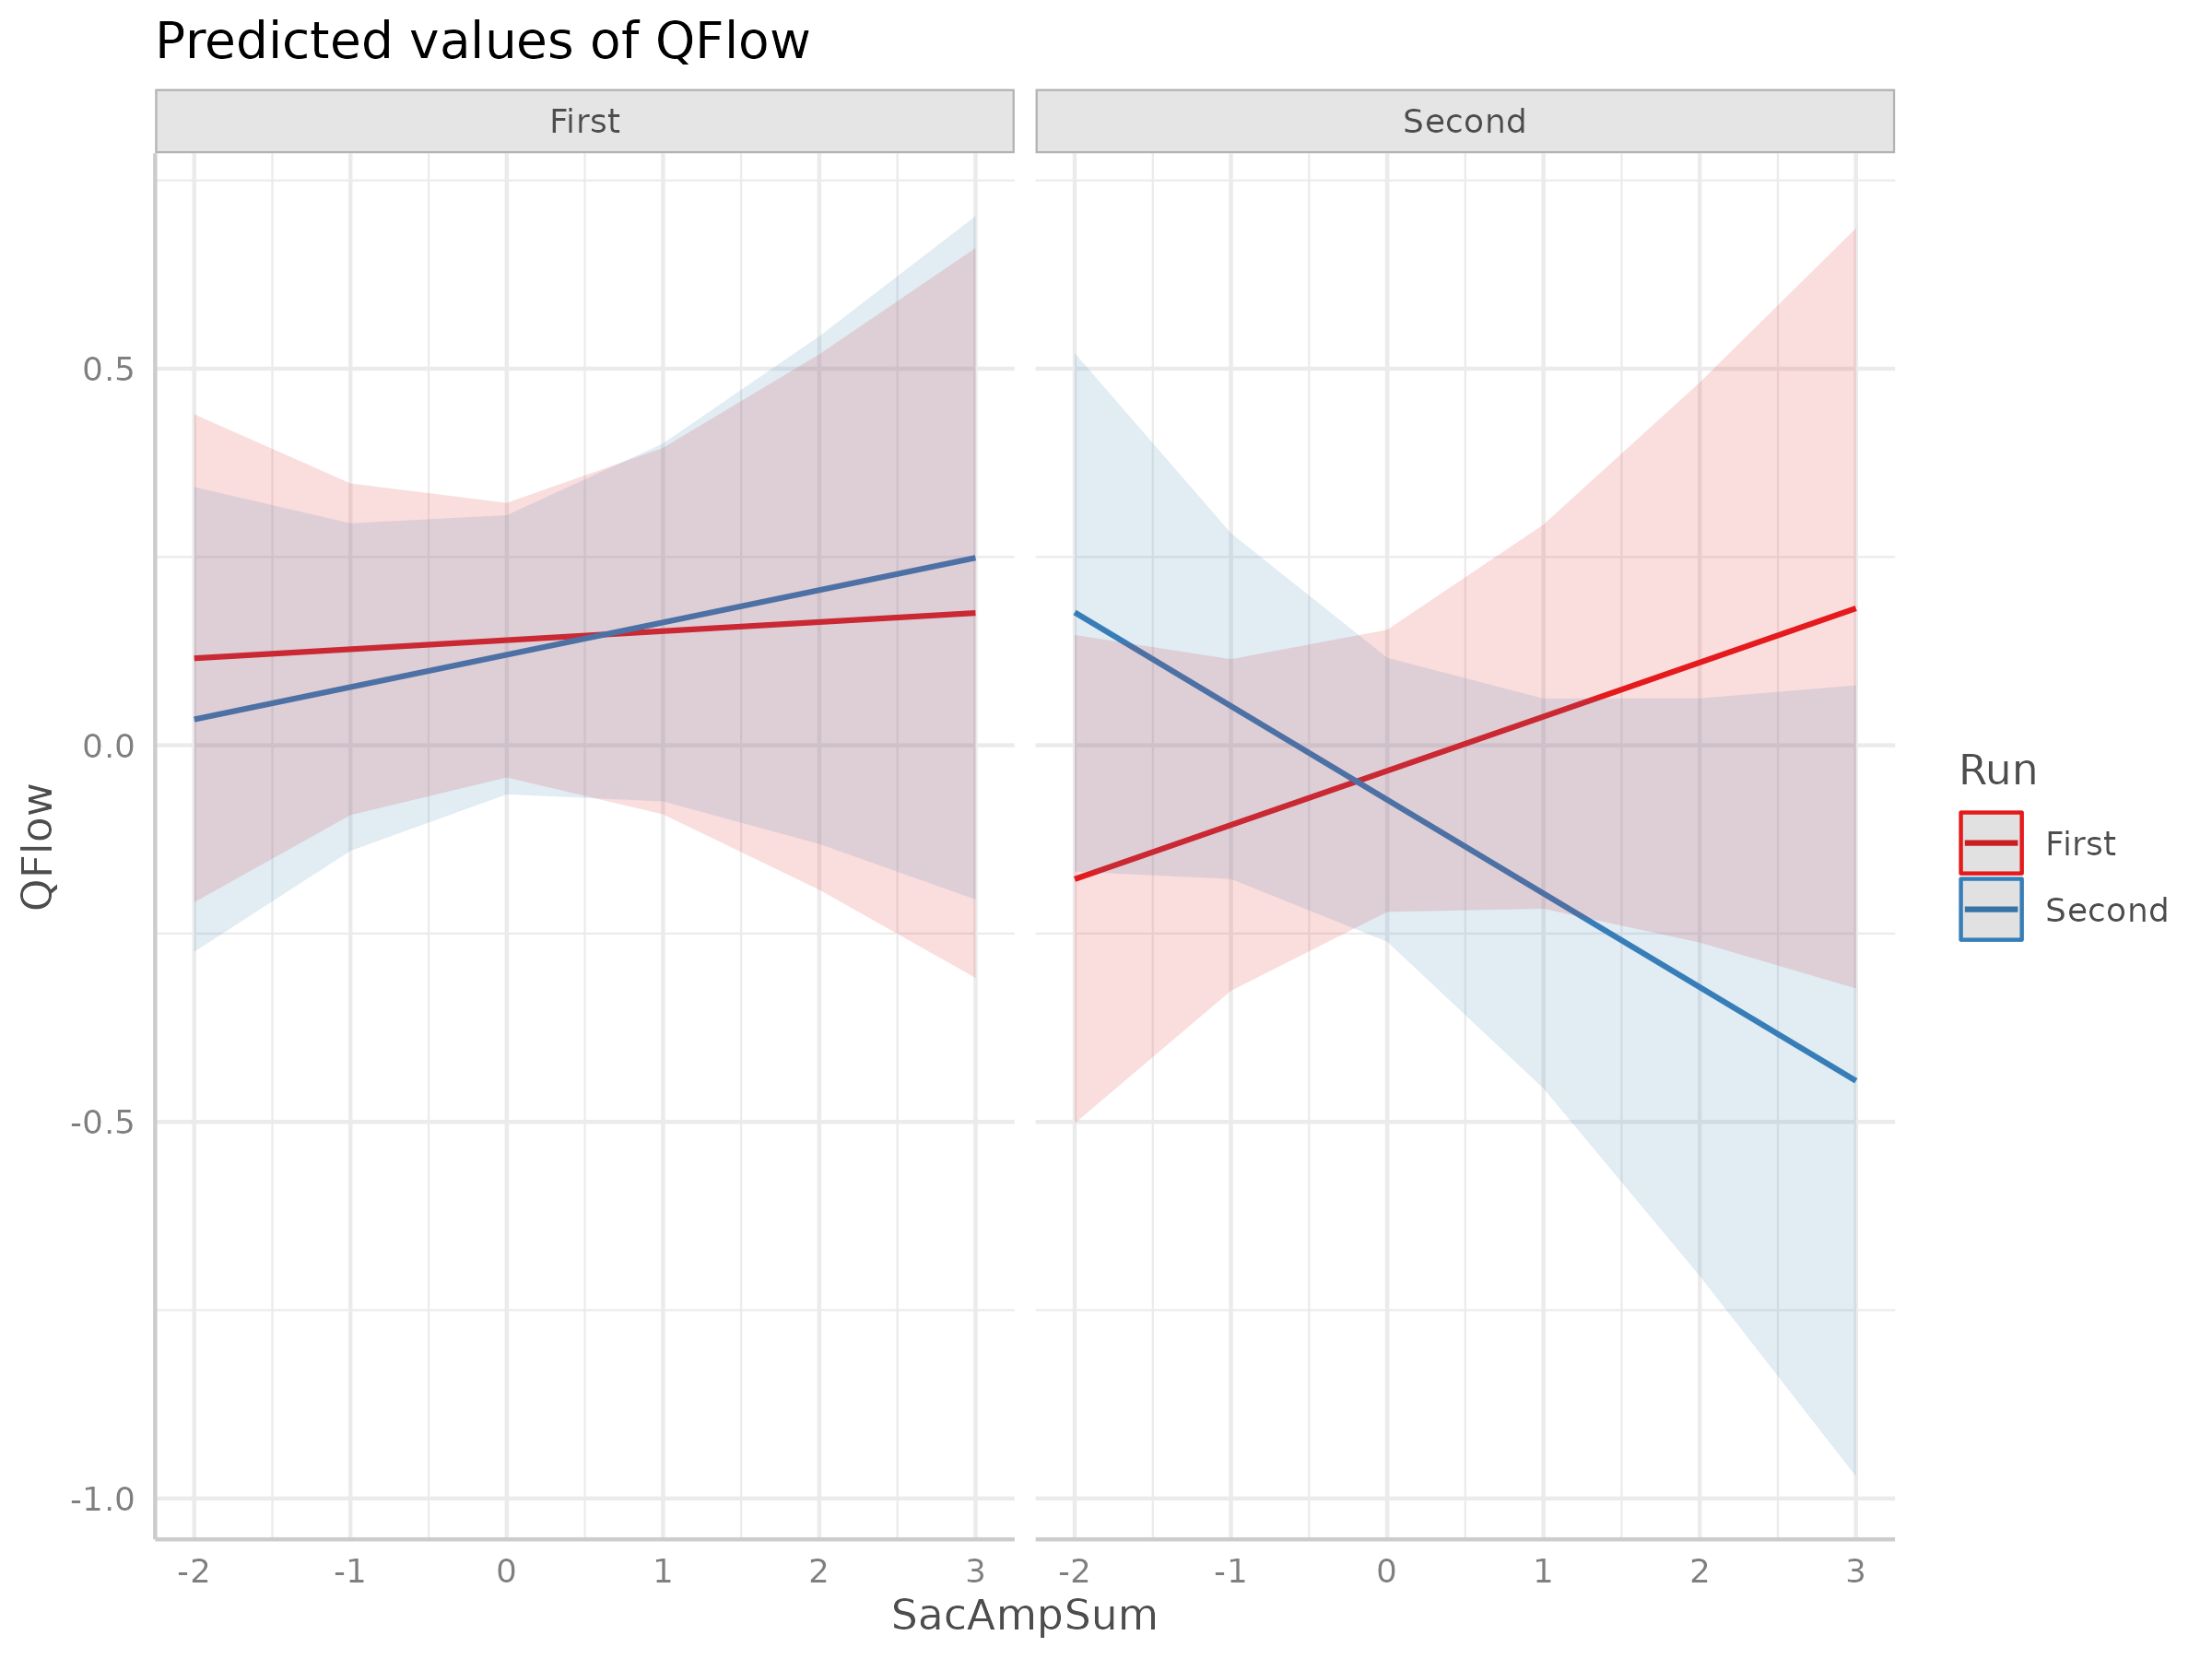 Predicted values of QFlow
First
Second
0.5
0.0
-0.5
-1.0
QFlow
-2 -1 0 1 2 3
-2 -1 0 1 2 3
SacAmpSum
Run
First
Second